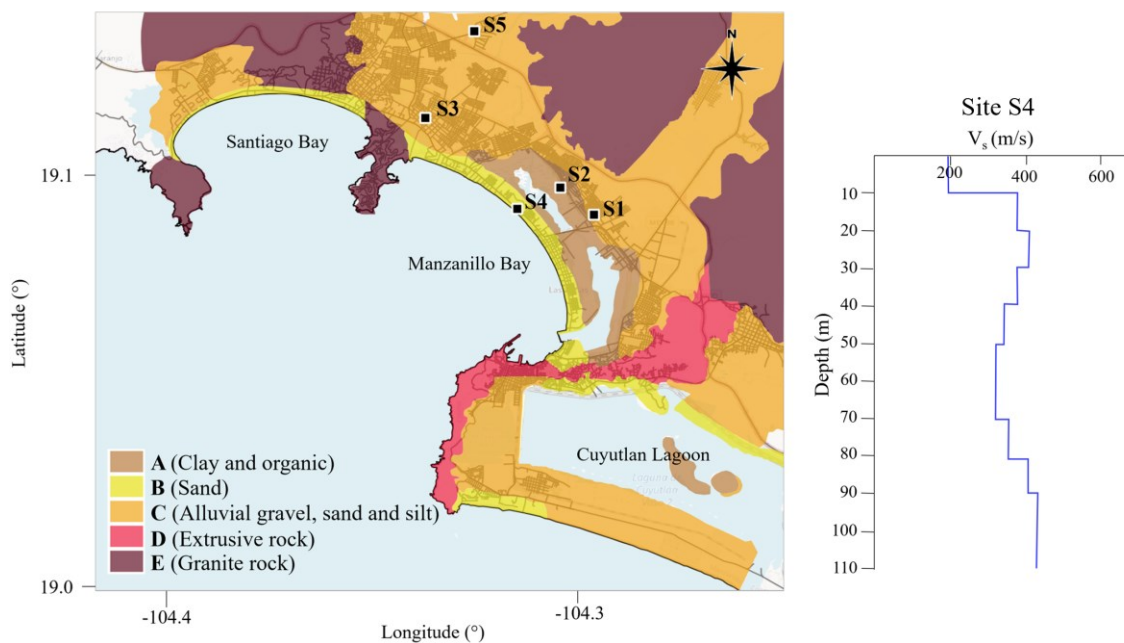 S5
N
S3
Santiago Bay
19.1
S2
S4
S1
Manzanillo Bay
Latitude (°)
A (Clay and organic)
B (Sand)
C (Alluvial gravel, sand and silt)
D (Extrusive rock)
E (Granite rock)
Cuyutlan Lagoon
19.0
-104.4
-104.3
Longitude (°)
Site S4
Vs (m/s)
200
400
600
Depth (m)
10
20
30
40
50
60
70
80
90
100
110